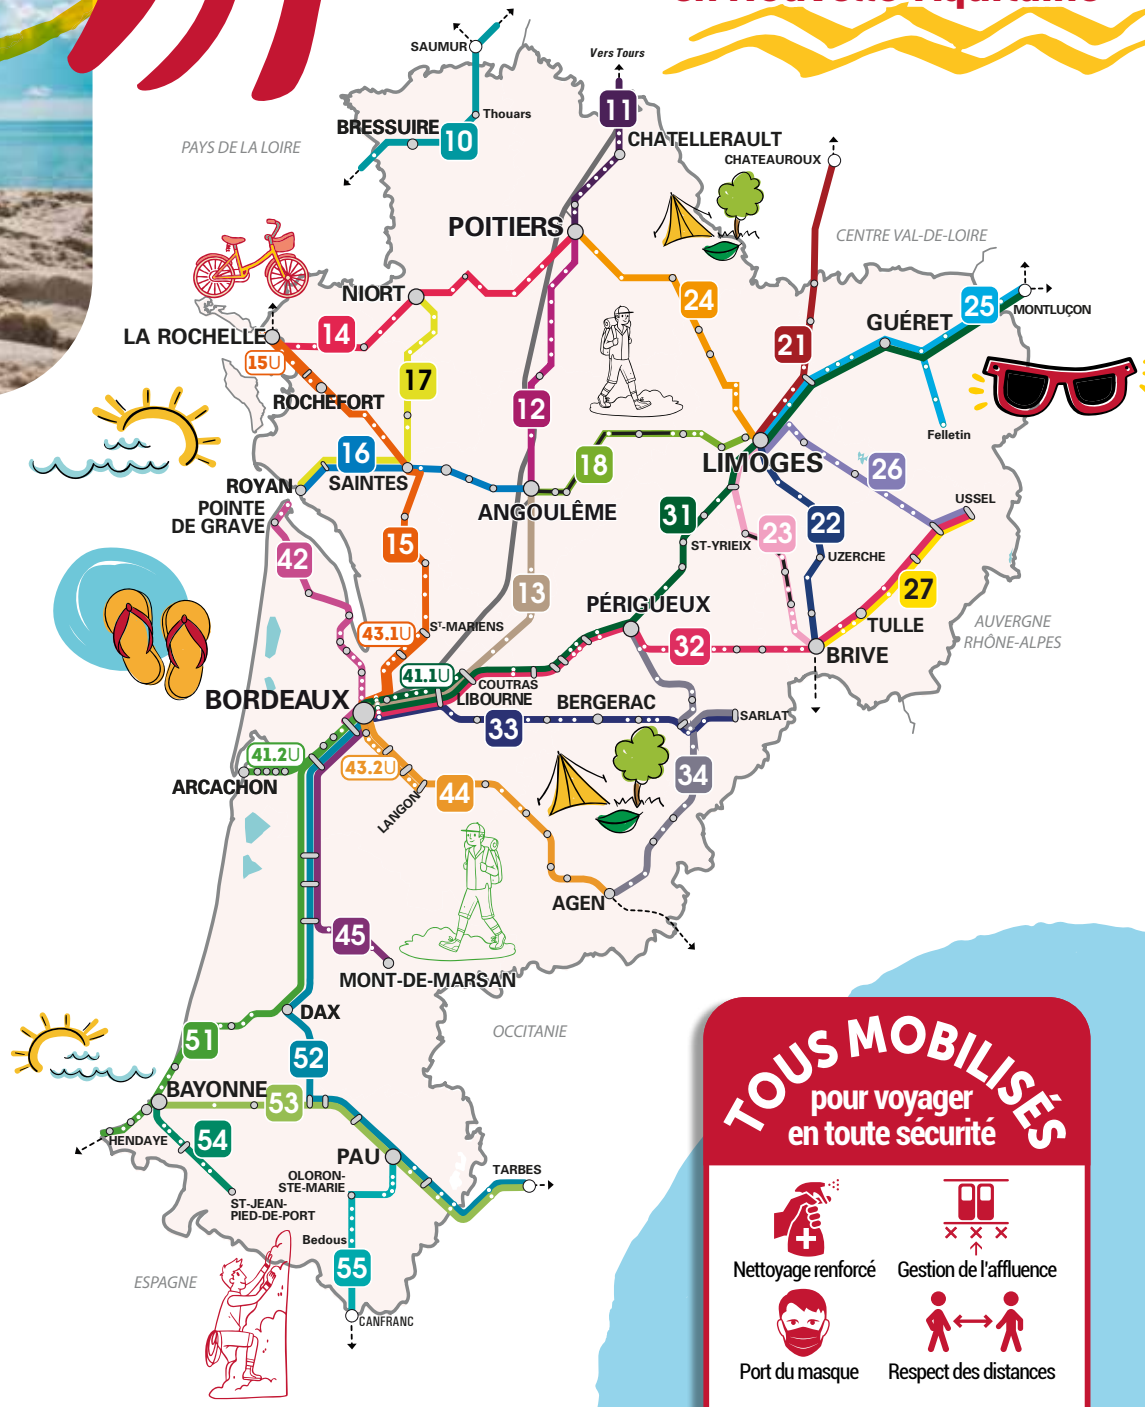 en Nouvelle-Aquitaine
SAUMUR
Vers Tours
Thouars
11
BRESSUIRE
10
CHATELLERAULT
PAYS DE LA LOIRE
CHATEAUROUX
POITIERS
CENTRE VAL-DE-LOIRE
NIORT
24
25
MONTLUÇON
LA ROCHELLE
14
GUÉRET
21
15U
17
ROCHEFORT
12
Felletin
16
18
LIMOGES
26
ROYAN
SAINTES
POINTE
DE GRAVE
ANGOULÊME
USSEL
31
22
15
23
ST-YRIEIX
42
UZERCHE
13
27
PÉRIGUEUX
TULLE
AUVERGNE
RHÔNE-ALPES
43.1U
ST-MARIENS
32
BRIVE
41.1U
COUTRAS
LIBOURNE
BORDEAUX
BERGERAC
SARLAT
33
41.2U
43.2U
34
ARCACHON
44
LANGON
AGEN
45
MONT-DE-MARSAN
DAX
OCCITANIE
51
52
BAYONNE
53
HENDAYE
54
PAU
OLORON-
STE-MARIE
TARBES
ST-JEAN-
PIED-DE-PORT
Bedous
55
ESPAGNE
CANFRANC
TOUS MOBILISÉS
pour voyager
en toute sécurité
Nettoyage renforcé
Gestion de l'affluence
Port du masque
Respect des distances